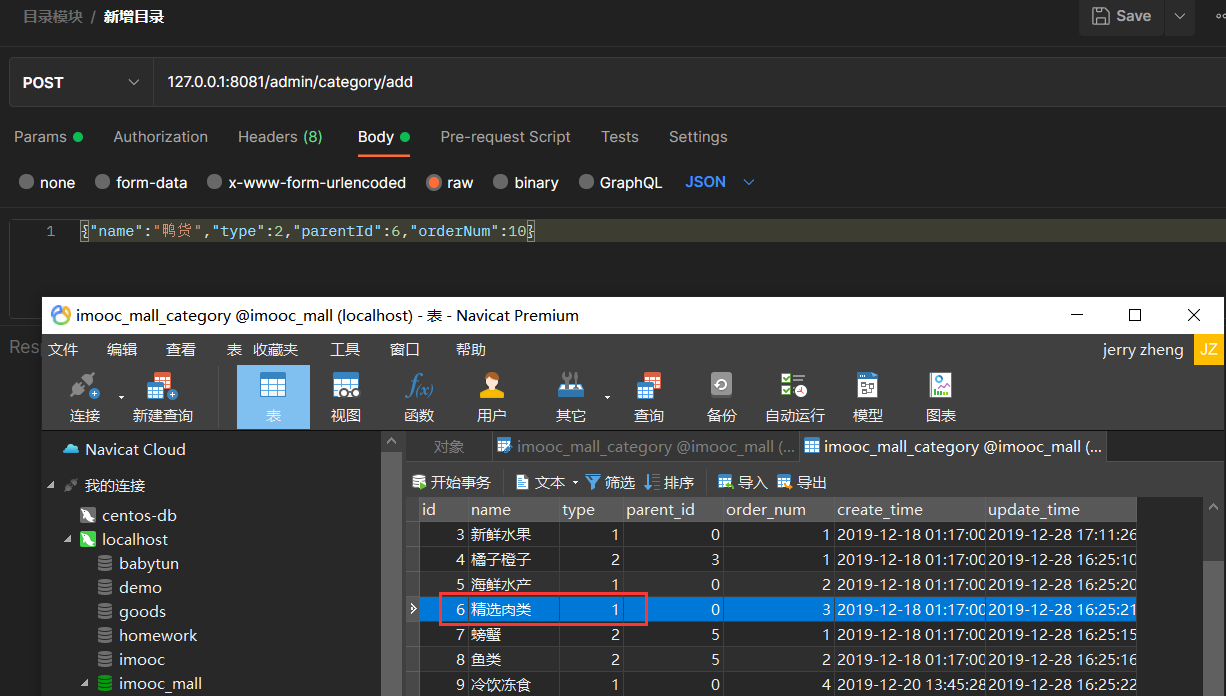 目录模块 / 新增目录
Save
POST 127.0.0.1:8081/admin/category/add
Params Authorization Headers (8) Body Pre-request Script Tests Settings
none form-data x-www-form-urlencoded raw binary GraphQL JSON
1 {"name":"鸭货","type":2,"parentId":6,"orderNum":10}
imooc_mall_category @imooc_mall (localhost) - 表 - Navicat Premium
Res
文件 编辑 查看 表 收藏夹 工具 窗口 帮助 jerry zheng JZ
连接 新建查询 表 视图 函数 用户 其它 查询 备份 自动运行 模型 图表
Navicat Cloud
我的连接
centos-db
localhost
babytun
demo
goods
homework
imooc
imooc_mall
对象 imooc_mall_category @imooc_mall (... imooc_mall_category @imooc_mall (...
开始事务 文本 筛选 排序 导入 导出
id name type parent_id order_num create_time update_time
3 新鲜水果 1 0 1 2019-12-18 01:17:00 2019-12-28 17:11:26
4 橘子橙子 2 3 1 2019-12-18 01:17:00 2019-12-28 16:25:10
5 海鲜水产 1 0 2 2019-12-18 01:17:00 2019-12-28 16:25:20
6 精选肉类 1 0 3 2019-12-18 01:17:00 2019-12-28 16:25:21
7 螃蟹 2 5 1 2019-12-18 01:17:00 2019-12-28 16:25:15
8 鱼类 2 5 2 2019-12-18 01:17:00 2019-12-28 16:25:16
9 冷饮冻食 1 0 4 2019-12-20 13:45:28 2019-12-28 16:25:22